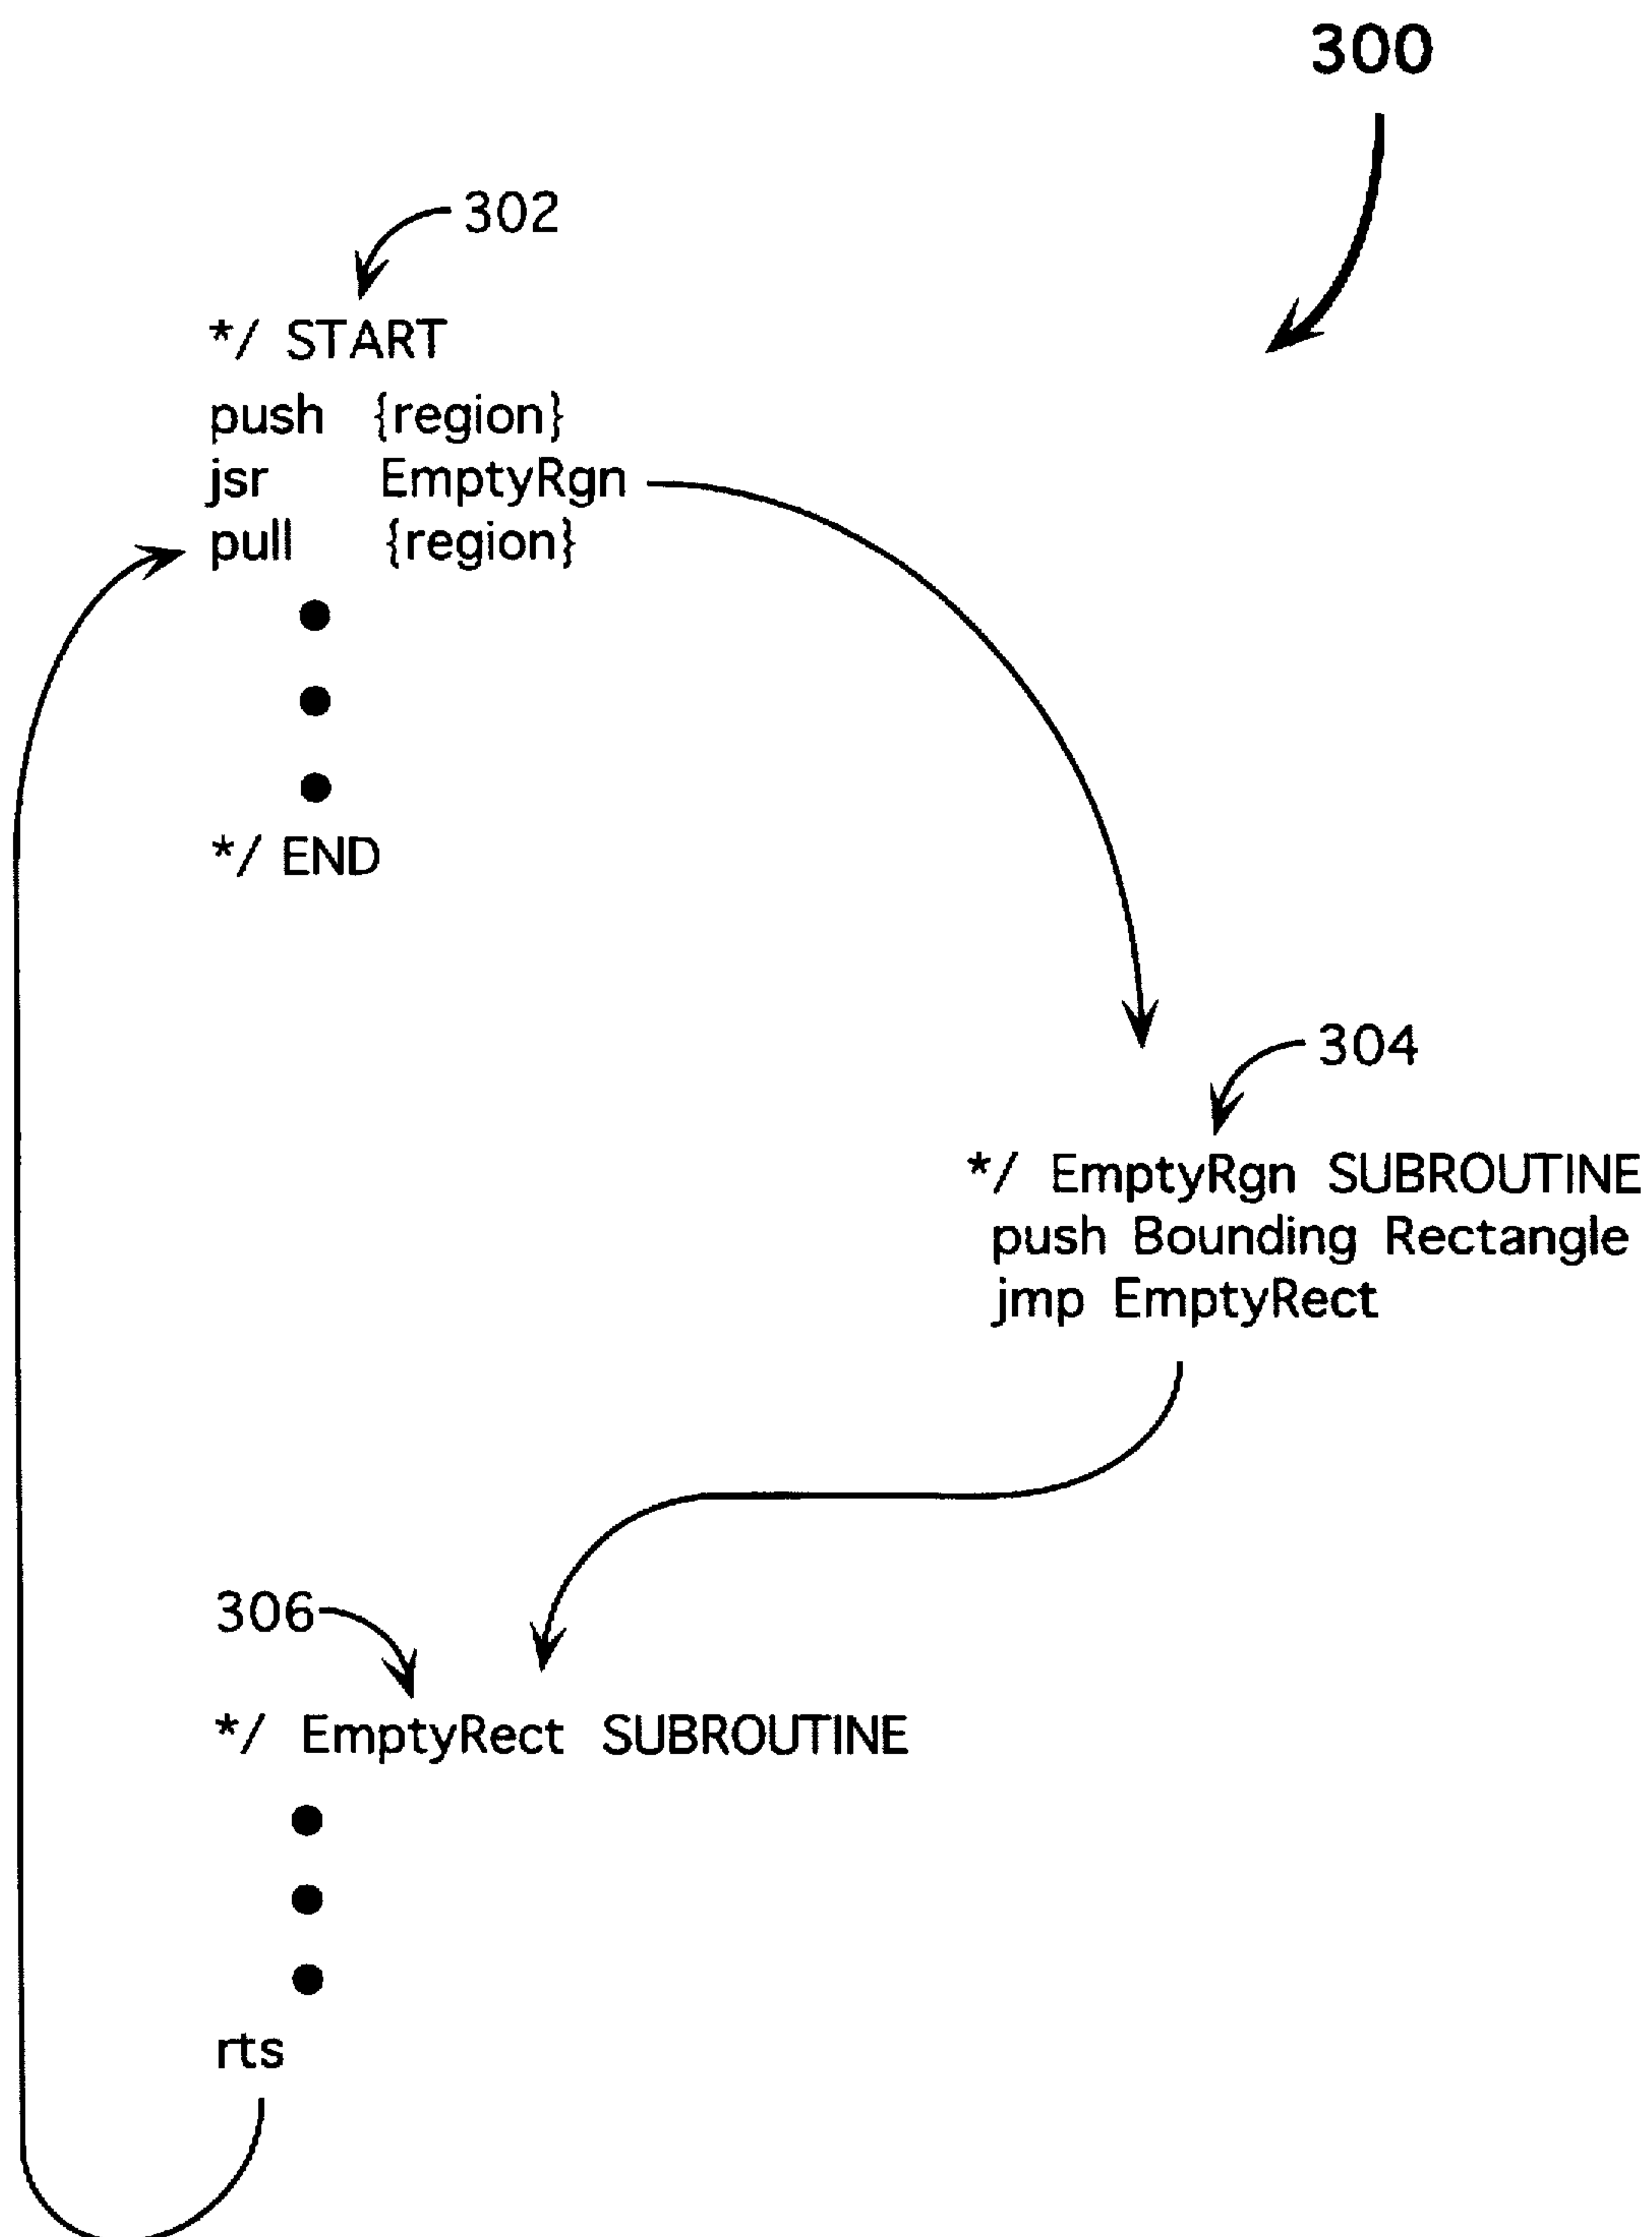 300
302
*/ START
push {region}
jsr EmptyRgn
pull {region}
*/ END
304
*/ EmptyRgn SUBROUTINE
push Bounding Rectangle
jmp EmptyRect
306
*/ EmptyRect SUBROUTINE
rts